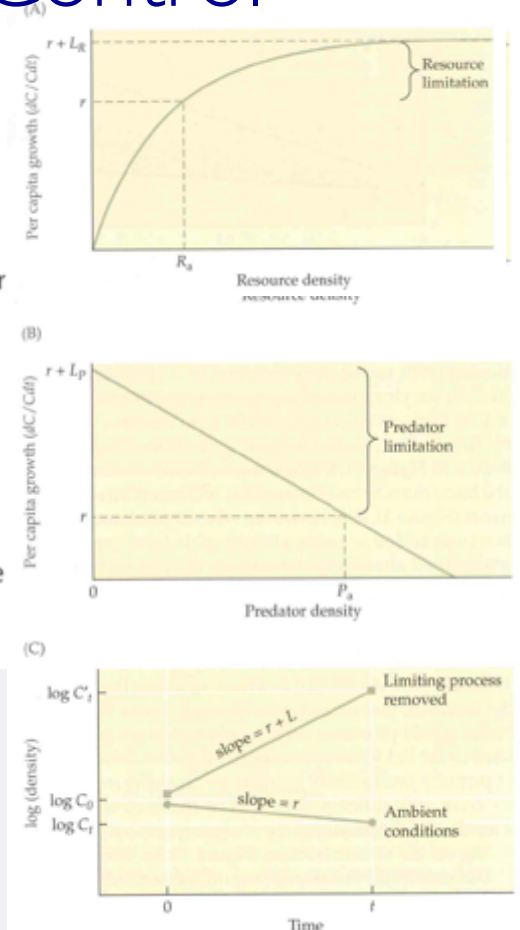 Control
(A)
Per capita growth (dC/Cdt)
r + L_R
r
Resource limitation
R_a
Resource density
Resource density
r
(B)
Per capita growth (dC/Cdt)
r + L_P
r
Predator limitation
0
P_a
Predator density
e
(C)
log (density)
log C'_t
log C_0
log C_t
slope = r + L
slope = r
Limiting process removed
Ambient conditions
0
t
Time